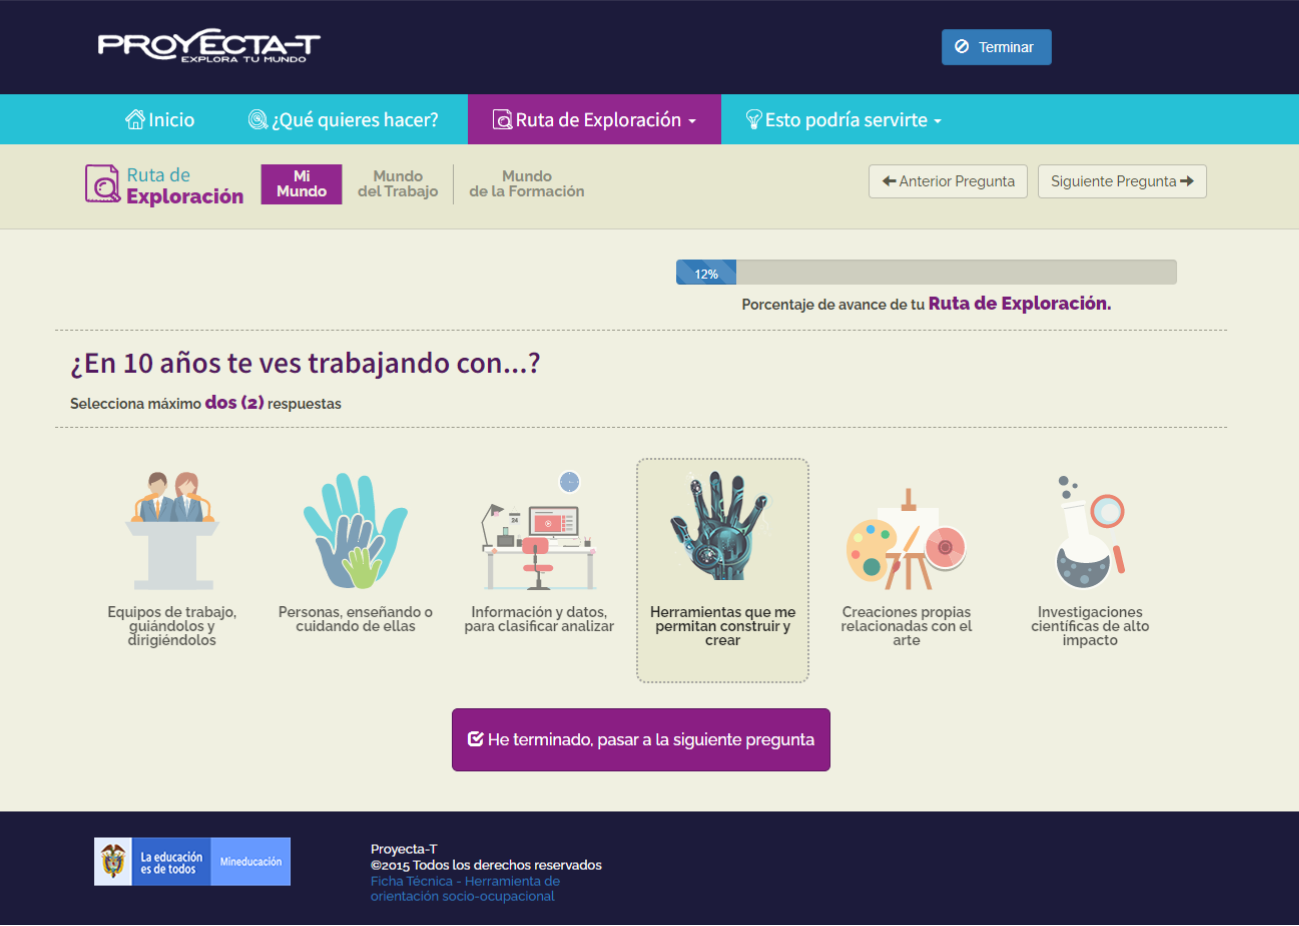 PROYECTA-T
EXPLORA TU MUNDO
Terminar
Inicio
¿Qué quieres hacer?
Ruta de Exploración
Esto podría servirte
Ruta de
Exploración
Mi
Mundo
Mundo
del Trabajo
Mundo
de la Formación
Anterior Pregunta
Siguiente Pregunta
12%
Porcentaje de avance de tu Ruta de Exploración.
¿En 10 años te ves trabajando con...?
Selecciona máximo dos (2) respuestas
24
Equipos de trabajo,
guiándolos y
dirigiéndolos
Personas, enseñando o
cuidando de ellas
Información y datos,
para clasificar analizar
Herramientas que me
permitan construir y
crear
Creaciones propias
relacionadas con el
arte
Investigaciones
científicas de alto
impacto
He terminado, pasar a la siguiente pregunta
La educación
es de todos
Mineducación
Proyecta-T
©2015 Todos los derechos reservados
Ficha Técnica - Herramienta de
orientación socio-ocupacional